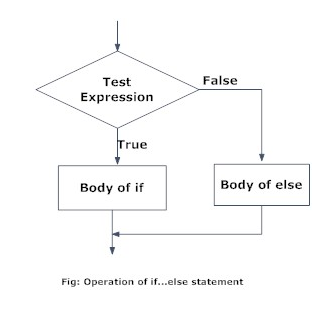 Test
Expression
False
True
Body of if
Body of else
Fig: Operation of if...else statement